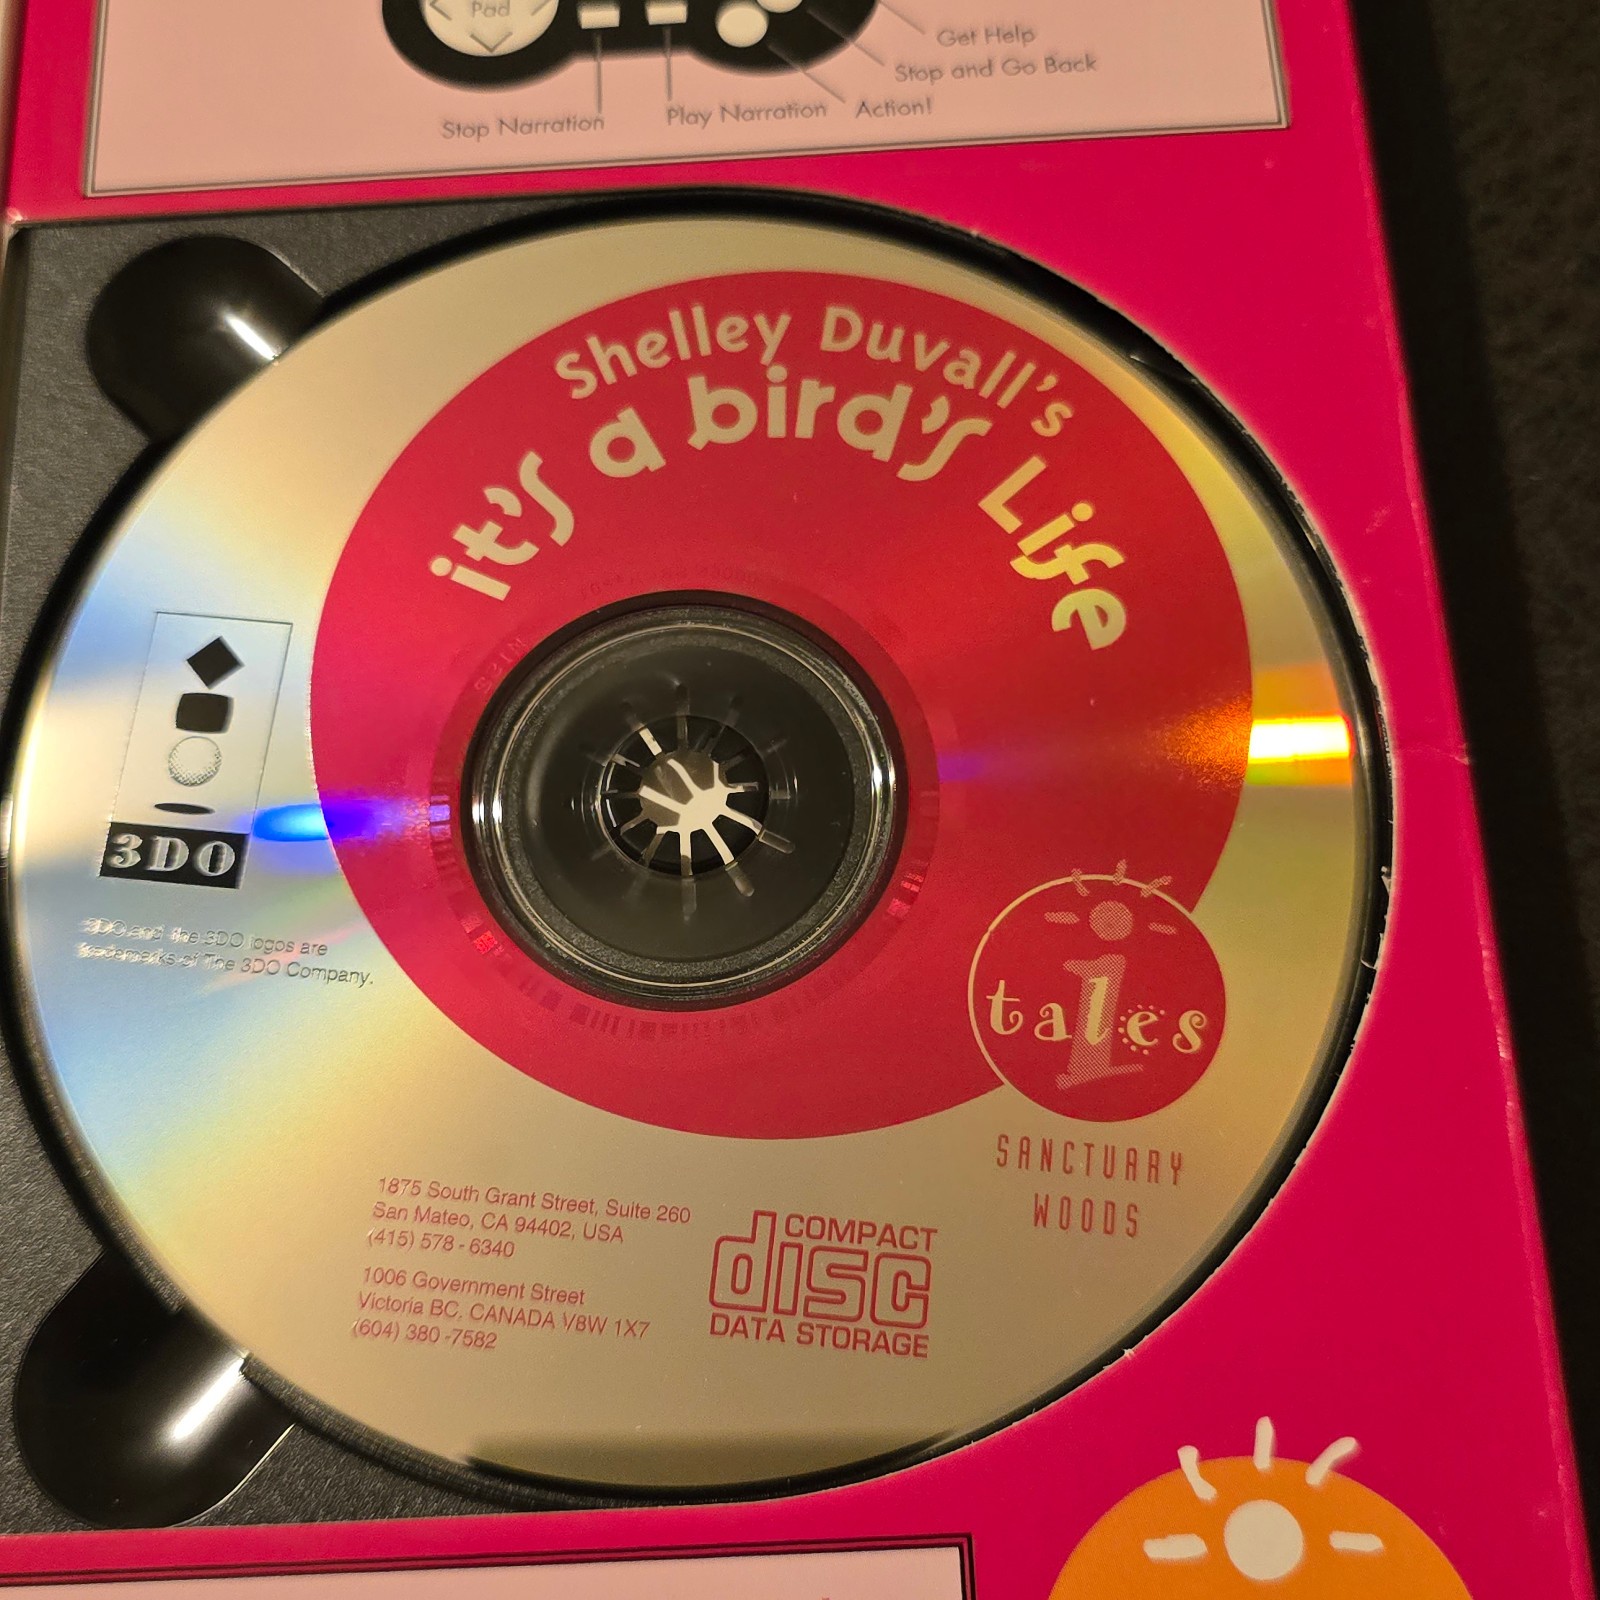 Pad
Get Help
Stop and Go Back
Action!
Play Narration
Stop Narration
Shelley Duvall's
it's a bird's Life
3DO
3DO and the 3DO logos are
trademarks of The 3DO Company.
tales
SANCTUARY
WOODS
1875 South Grant Street, Suite 260
San Mateo, CA 94402, USA
(415) 578 - 6340
1006 Government Street
Victoria BC, CANADA V8W 1X7
(604) 380 -7582
COMPACT
disc
DATA STORAGE